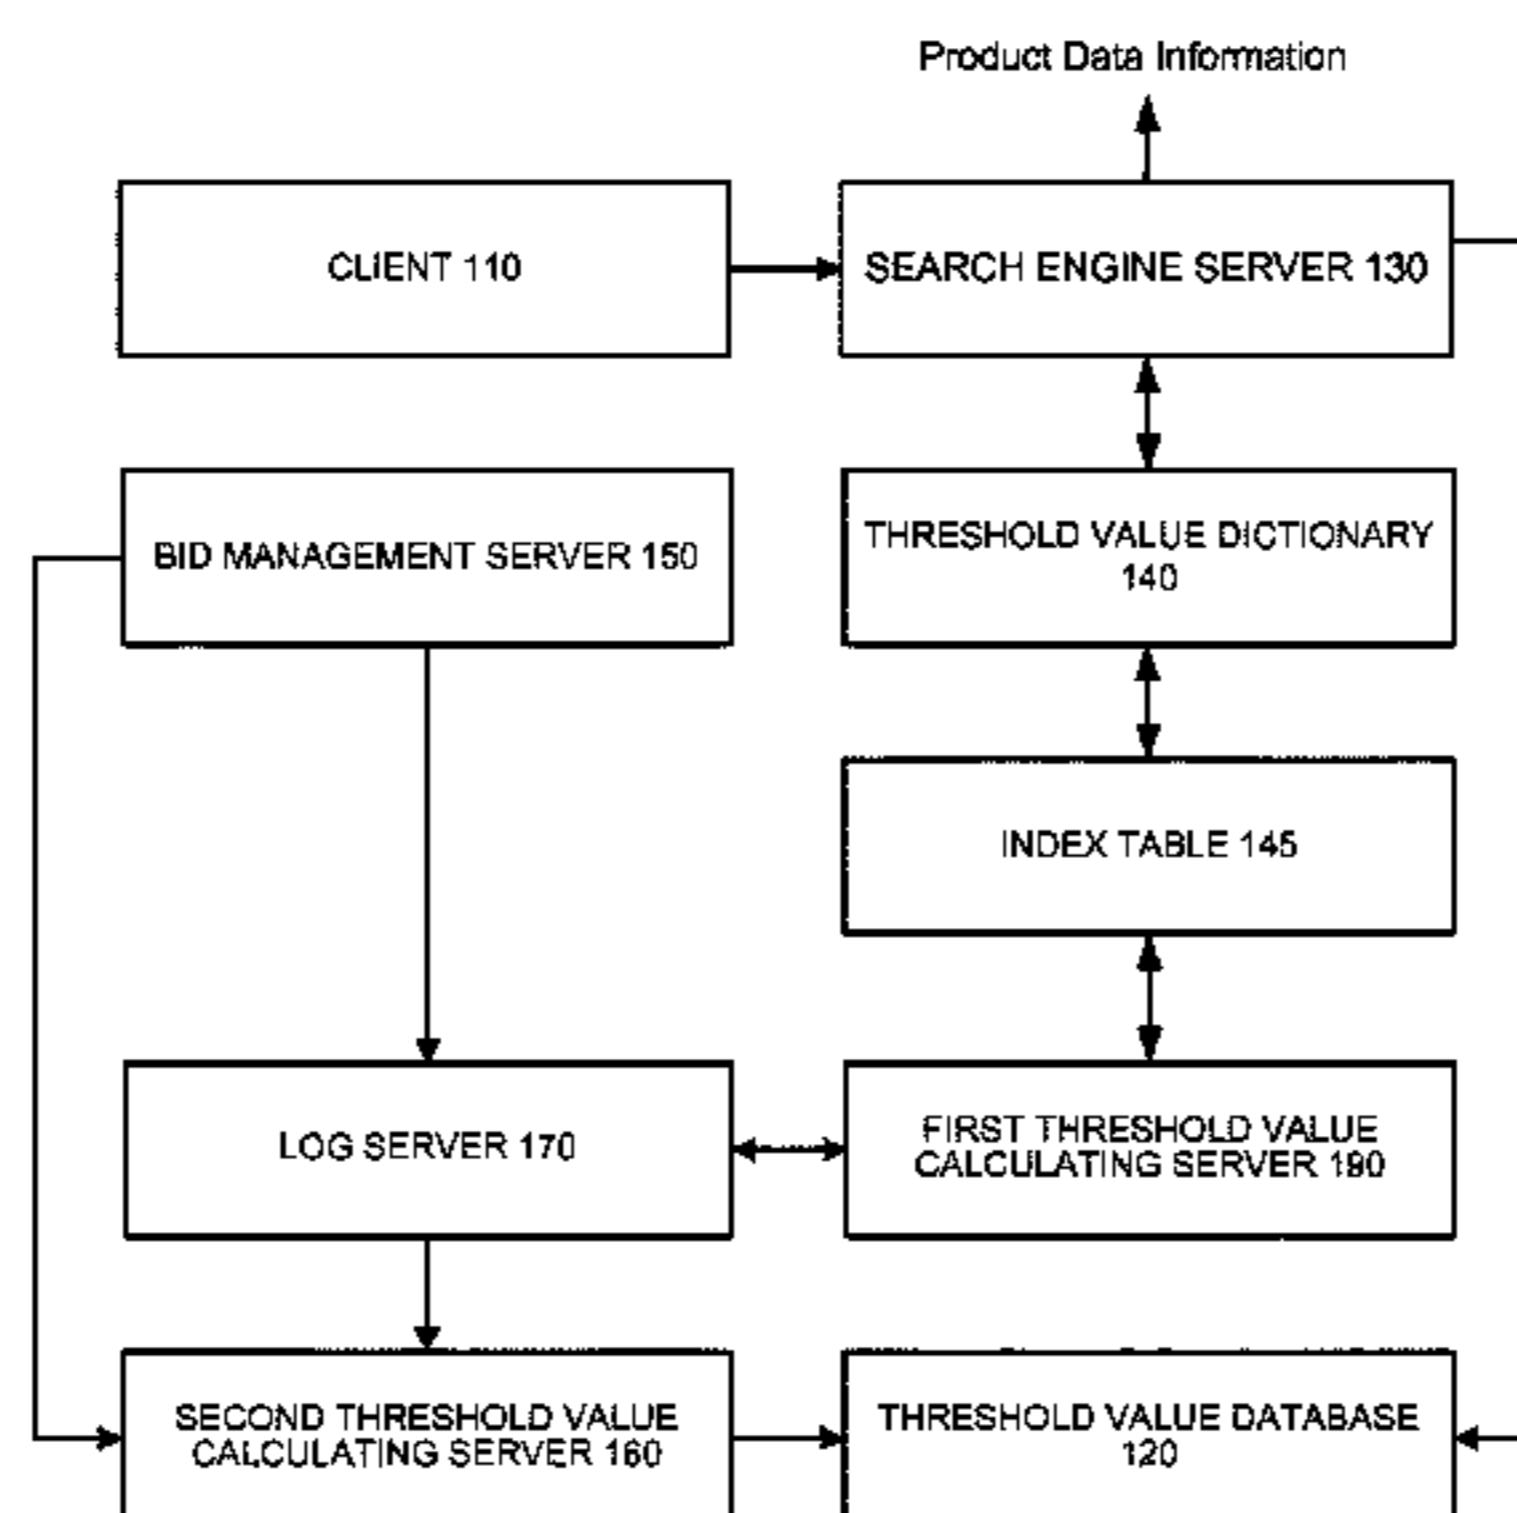 Product Data Information
CLIENT 110
SEARCH ENGINE SERVER 130
BID MANAGEMENT SERVER 150
THRESHOLD VALUE DICTIONARY
140
INDEX TABLE 145
LOG SERVER 170
FIRST THRESHOLD VALUE
CALCULATING SERVER 190
SECOND THRESHOLD VALUE
CALCULATING SERVER 160
THRESHOLD VALUE DATABASE
120